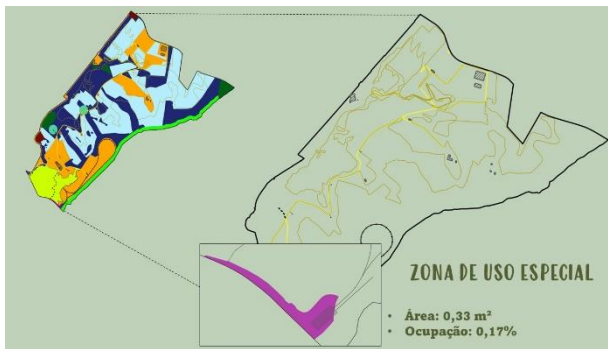 ZONA DE USO ESPECIAL
• Área: 0,33 m²
• Ocupação: 0,17%